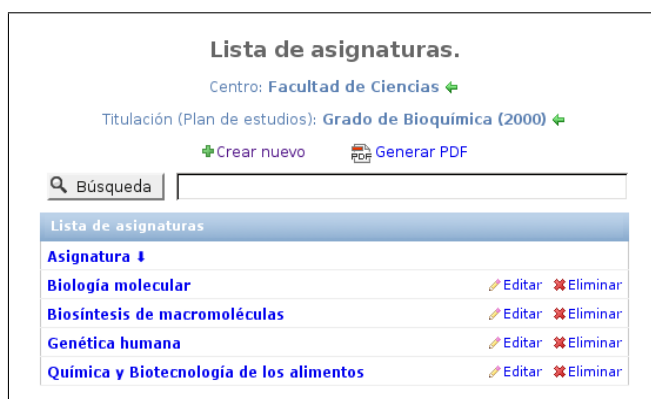 Lista de asignaturas.
Centro: Facultad de Ciencias
Titulación (Plan de estudios): Grado de Bioquímica (2000)
Crear nuevo PDF Generar PDF
Búsqueda
Lista de asignaturas
Asignatura
Biología molecular Editar Eliminar
Biosíntesis de macromoléculas Editar Eliminar
Genética humana Editar Eliminar
Química y Biotecnología de los alimentos Editar Eliminar